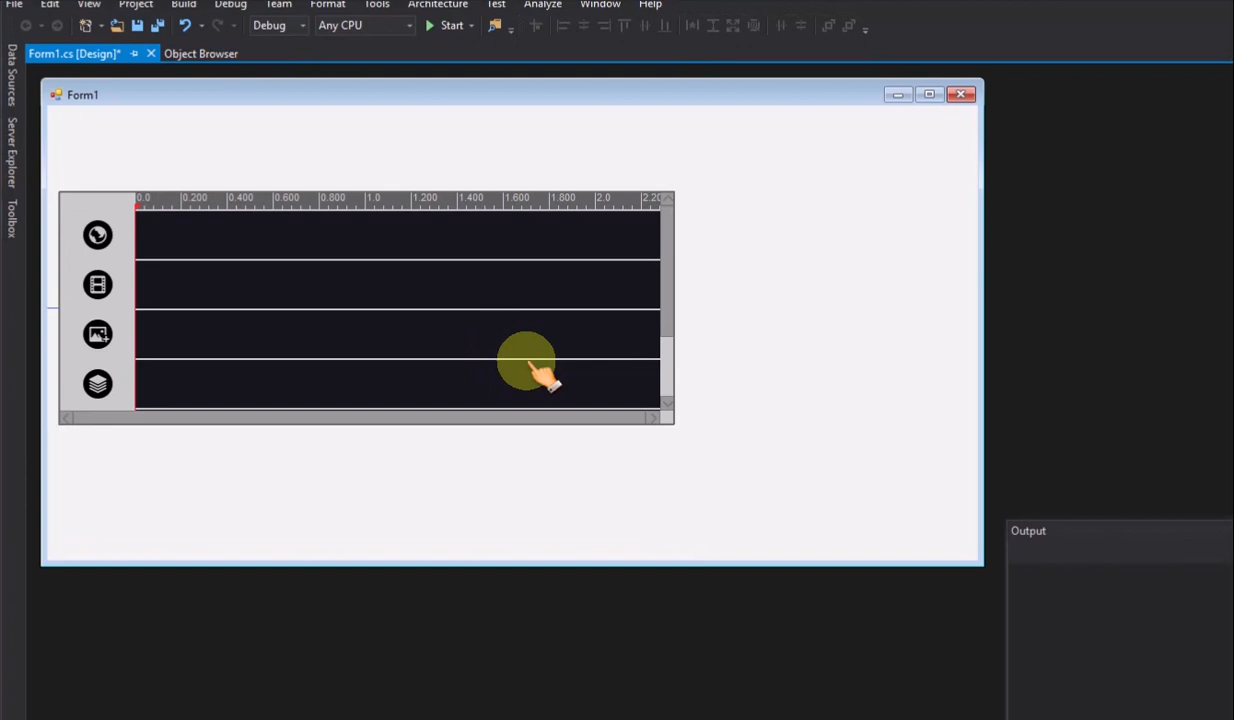 File Edit View Project Build Debug Team Format Tools Architecture Test Analyze Window Help
Debug Any CPU Start
Form1.cs [Design]* Object Browser
Data Sources
Server Explorer
Toolbox
Form1
0.0 0.200 0.400 0.600 0.800 1.0 1.200 1.400 1.600 1.800 2.0 2.20
Output